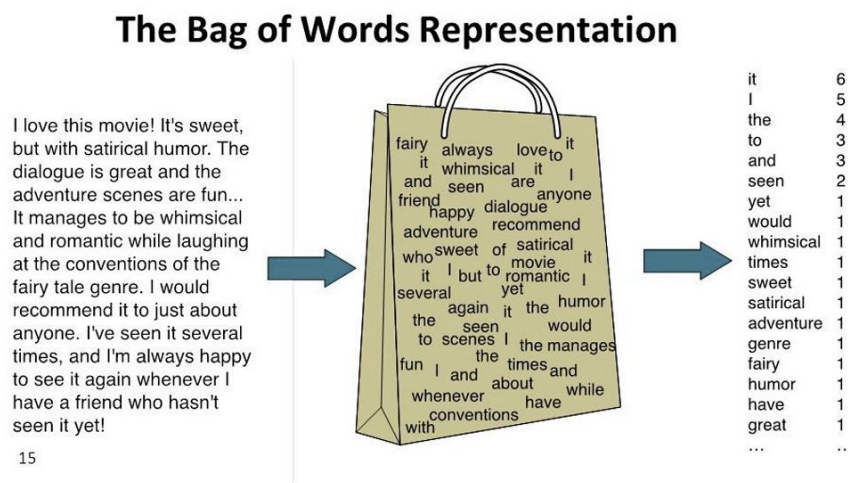 The Bag of Words Representation
I love this movie! It's sweet,
but with satirical humor. The
dialogue is great and the
adventure scenes are fun...
It manages to be whimsical
and romantic while laughing
at the conventions of the
fairy tale genre. I would
recommend it to just about
anyone. I've seen it several
times, and I'm always happy
to see it again whenever I
have a friend who hasn't
seen it yet!
15
fairy always love to it
it whimsical it I
and seen are anyone
friend happy dialogue
adventure recommend
who sweet of satirical
it I but to romantic movie it I
several yet
again it the humor
the seen would
to scenes I the manages
fun I and the times and
whenever about while
have
conventions
with
it 6
I 5
the 4
to 3
and 3
seen 2
yet 1
would 1
whimsical 1
times 1
sweet 1
satirical 1
adventure 1
genre 1
fairy 1
humor 1
have 1
great 1
... ..